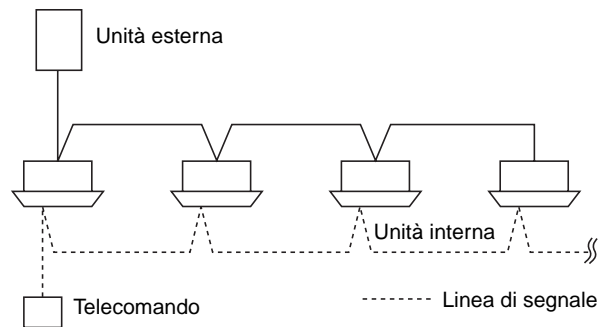 Unità esterna
Unità interna
Telecomando
Linea di segnale